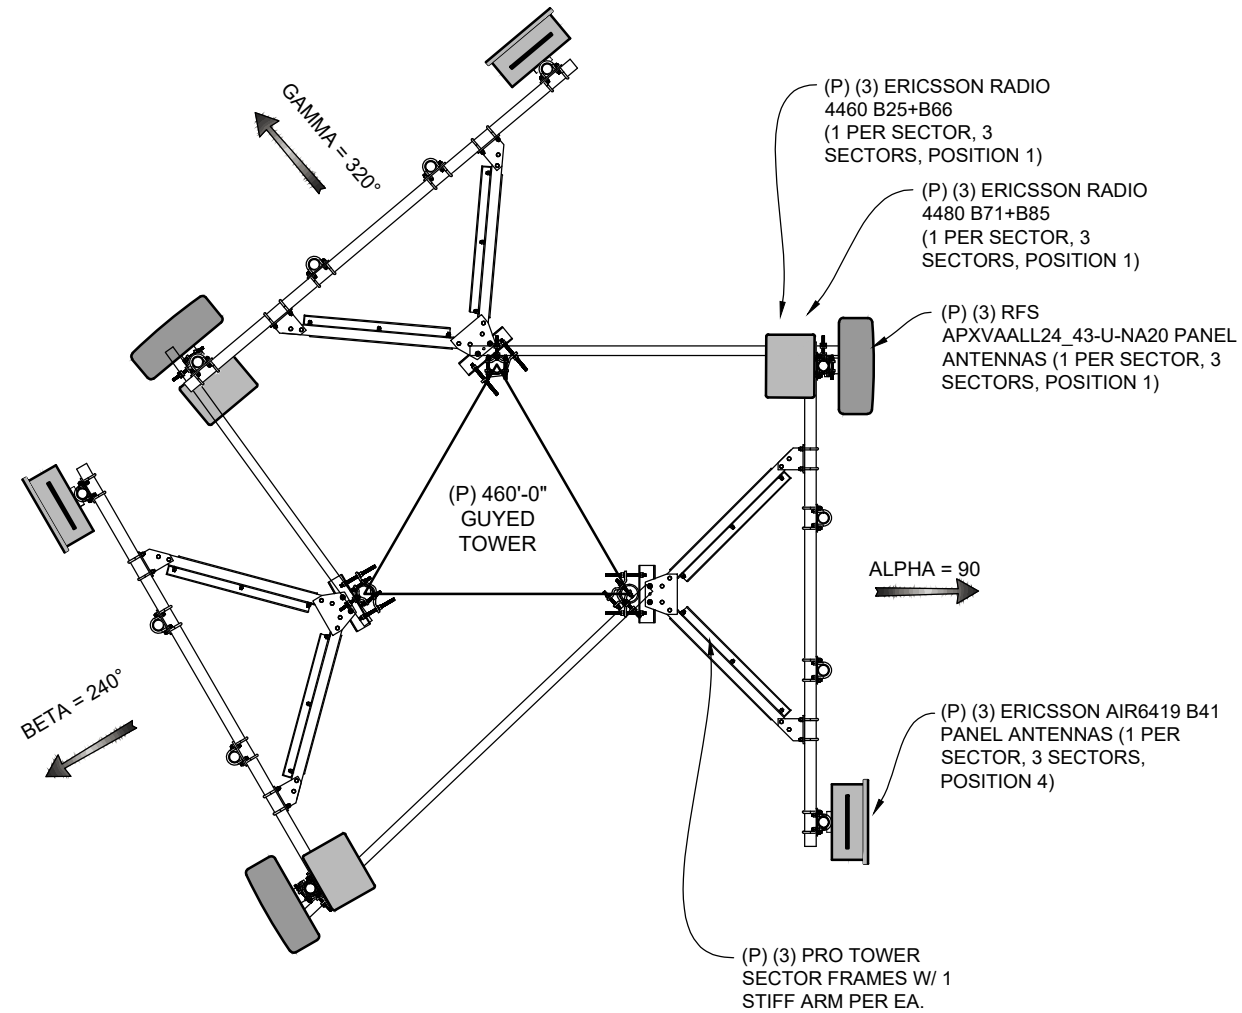 GAMMA = 320°
(P) (3) ERICSSON RADIO
4460 B25+B66
(1 PER SECTOR, 3
SECTORS, POSITION 1)
(P) (3) ERICSSON RADIO
4480 B71+B85
(1 PER SECTOR, 3
SECTORS, POSITION 1)
(P) (3) RFS
APXVAALL24_43-U-NA20 PANEL
ANTENNAS (1 PER SECTOR, 3
SECTORS, POSITION 1)
(P) 460'-0"
GUYED
TOWER
ALPHA = 90
BETA = 240°
(P) (3) ERICSSON AIR6419 B41
PANEL ANTENNAS (1 PER
SECTOR, 3 SECTORS,
POSITION 4)
(P) (3) PRO TOWER
SECTOR FRAMES W/ 1
STIFF ARM PER EA.